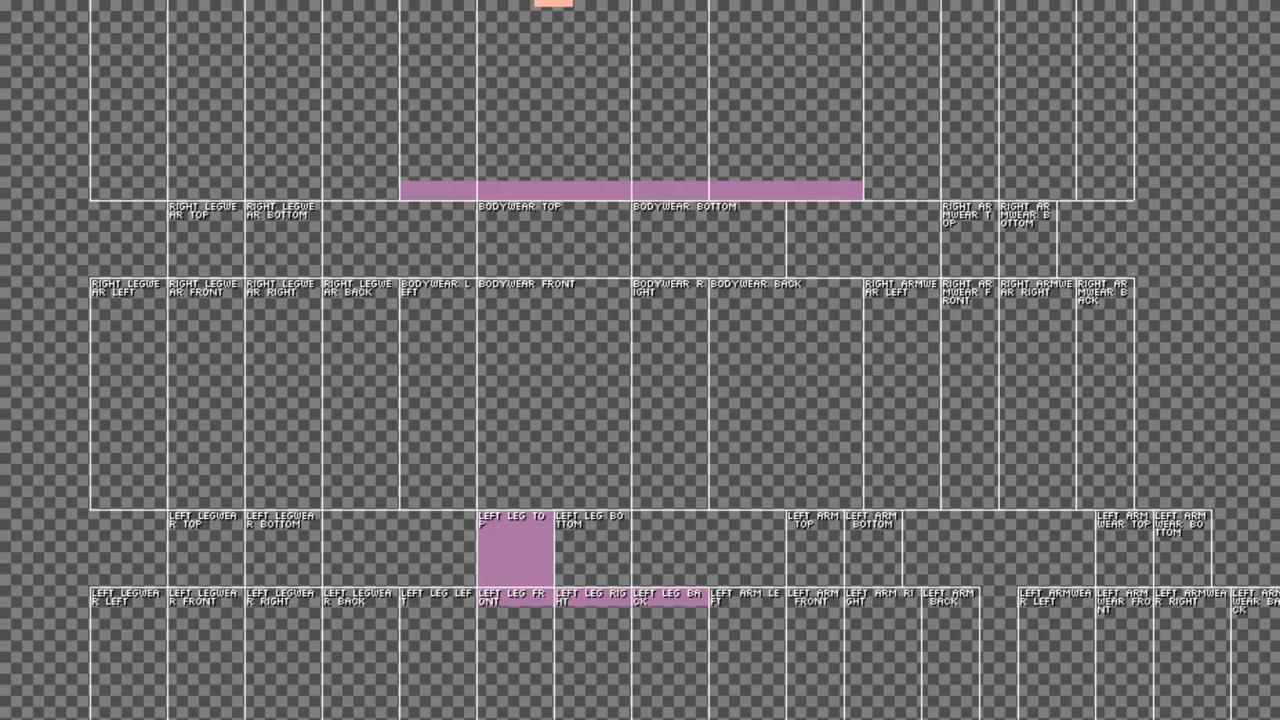 RIGHT LEGWE
AR TOP
RIGHT LEGWE
AR BOTTOM
BODYWEAR TOP
BODYWEAR BOTTOM
RIGHT AR
MWEAR T
OP
RIGHT AR
MWEAR B
OTTOM
RIGHT LEGWE
AR LEFT
RIGHT LEGWE
AR FRONT
RIGHT LEGWE
AR RIGHT
RIGHT LEGWE
AR BACK
BODYWEAR L
EFT
BODYWEAR FRONT
BODYWEAR R
IGHT
BODYWEAR BACK
RIGHT ARMWE
AR LEFT
RIGHT AR
MWEAR F
RONT
RIGHT ARMWE
AR RIGHT
RIGHT AR
MWEAR B
ACK
LEFT LEGWEA
R TOP
LEFT LEGWEA
R BOTTOM
LEFT LEG TO
P
LEFT LEG BO
TTOM
LEFT ARM
TOP
LEFT ARM
BOTTOM
LEFT ARM
WEAR TOP
LEFT ARM
WEAR BO
TTOM
LEFT LEGWEA
R LEFT
LEFT LEGWEA
R FRONT
LEFT LEGWEA
R RIGHT
LEFT LEGWEA
R BACK
LEFT LEG LEF
T
LEFT LEG FR
ONT
LEFT LEG RIG
HT
LEFT LEG BA
CK
LEFT ARM LE
FT
LEFT ARM
FRONT
LEFT ARM RI
GHT
LEFT ARM
BACK
LEFT ARMWEA
R LEFT
LEFT ARM
WEAR FRO
NT
LEFT ARMWEA
R RIGHT
LEFT ARM
WEAR BA
CK